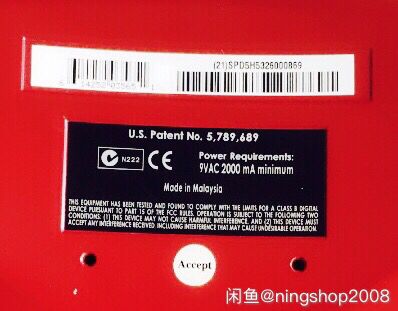 (21)SPD5H5326000869
U.S. Patent No. 5,789,689
N222
Power Requirements:
9VAC 2000 mA minimum
Made in Malaysia
THIS EQUIPMENT HAS BEEN TESTED AND FOUND TO COMPLY WITH THE LIMITS FOR A CLASS B DIGITAL
DEVICE PURSUANT TO PART 15 OF THE FCC RULES. OPERATION IS SUBJECT TO THE FOLLOWING TWO
CONDITIONS: (1) THIS DEVICE MAY NOT CAUSE HARMFUL INTERFERENCE, AND (2) THIS DEVICE MUST
ACCEPT ANY INTERFERENCE RECEIVED, INCLUDING INTERFERENCE THAT MAY CAUSE UNDESIRABLE OPERATION.
Accept
闲鱼@ningshop2008